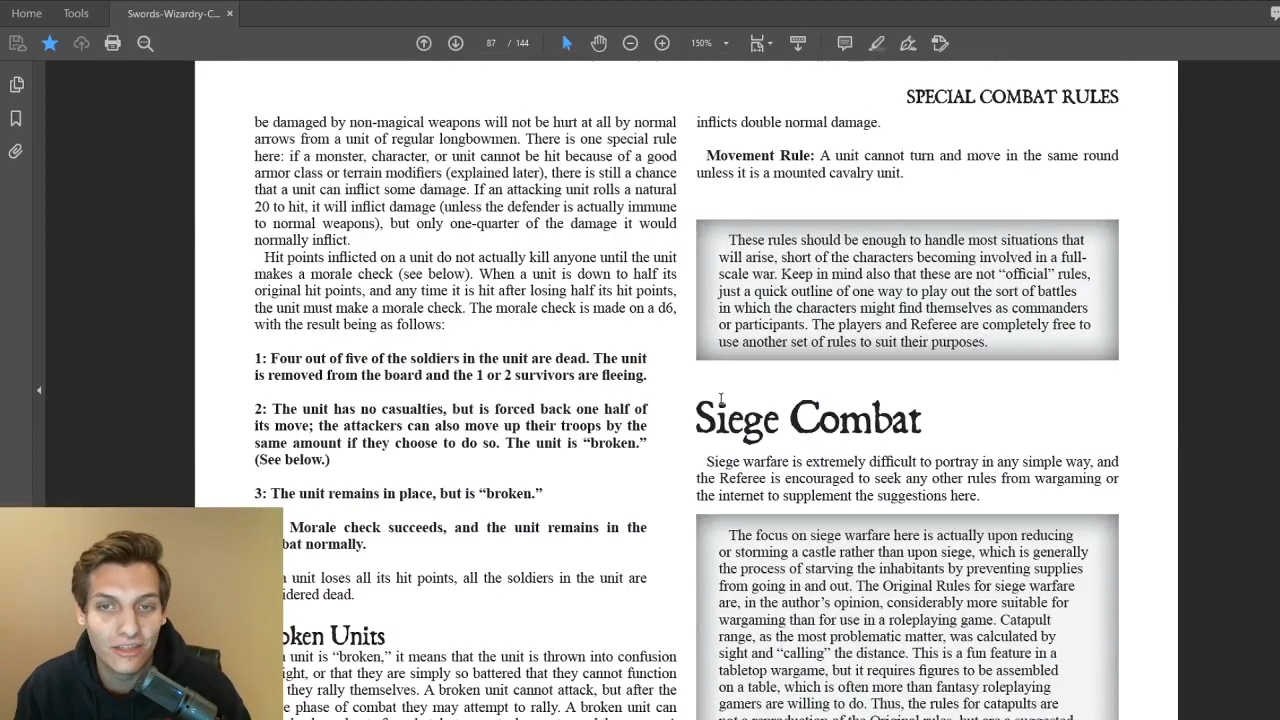 Home
Tools
Swords-Wizardry-C...
87 / 144
150%
SPECIAL COMBAT RULES
be damaged by non-magical weapons will not be hurt at all by normal
arrows from a unit of regular longbowmen. There is one special rule
here: if a monster, character, or unit cannot be hit because of a good
armor class or terrain modifiers (explained later), there is still a chance
that a unit can inflict some damage. If an attacking unit rolls a natural
20 to hit, it will inflict damage (unless the defender is actually immune
to normal weapons), but only one-quarter of the damage it would
normally inflict.
Hit points inflicted on a unit do not actually kill anyone until the unit
makes a morale check (see below). When a unit is down to half its
original hit points, and any time it is hit after losing half its hit points,
the unit must make a morale check. The morale check is made on a d6,
with the result being as follows:
1: Four out of five of the soldiers in the unit are dead. The unit
is removed from the board and the 1 or 2 survivors are fleeing.
2: The unit has no casualties, but is forced back one half of
its move; the attackers can also move up their troops by the
same amount if they choose to do so. The unit is “broken.”
(See below.)
3: The unit remains in place, but is “broken.”
Morale check succeeds, and the unit remains in the
bat normally.
a unit loses all its hit points, all the soldiers in the unit are
idered dead.
oken Units
unit is “broken,” it means that the unit is thrown into confusion
ight, or that they are simply so battered that they cannot function
they rally themselves. A broken unit cannot attack, but after the
e phase of combat they may attempt to rally. A broken unit can
inflicts double normal damage.
Movement Rule: A unit cannot turn and move in the same round
unless it is a mounted cavalry unit.
These rules should be enough to handle most situations that
will arise, short of the characters becoming involved in a full-
scale war. Keep in mind also that these are not “official” rules,
just a quick outline of one way to play out the sort of battles
in which the characters might find themselves as commanders
or participants. The players and Referee are completely free to
use another set of rules to suit their purposes.
Siege Combat
Siege warfare is extremely difficult to portray in any simple way, and
the Referee is encouraged to seek any other rules from wargaming or
the internet to supplement the suggestions here.
The focus on siege warfare here is actually upon reducing
or storming a castle rather than upon siege, which is generally
the process of starving the inhabitants by preventing supplies
from going in and out. The Original Rules for siege warfare
are, in the author’s opinion, considerably more suitable for
wargaming than for use in a roleplaying game. Catapult
range, as the most problematic matter, was calculated by
sight and “calling” the distance. This is a fun feature in a
tabletop wargame, but it requires figures to be assembled
on a table, which is often more than fantasy roleplaying
gamers are willing to do. Thus, the rules for catapults are